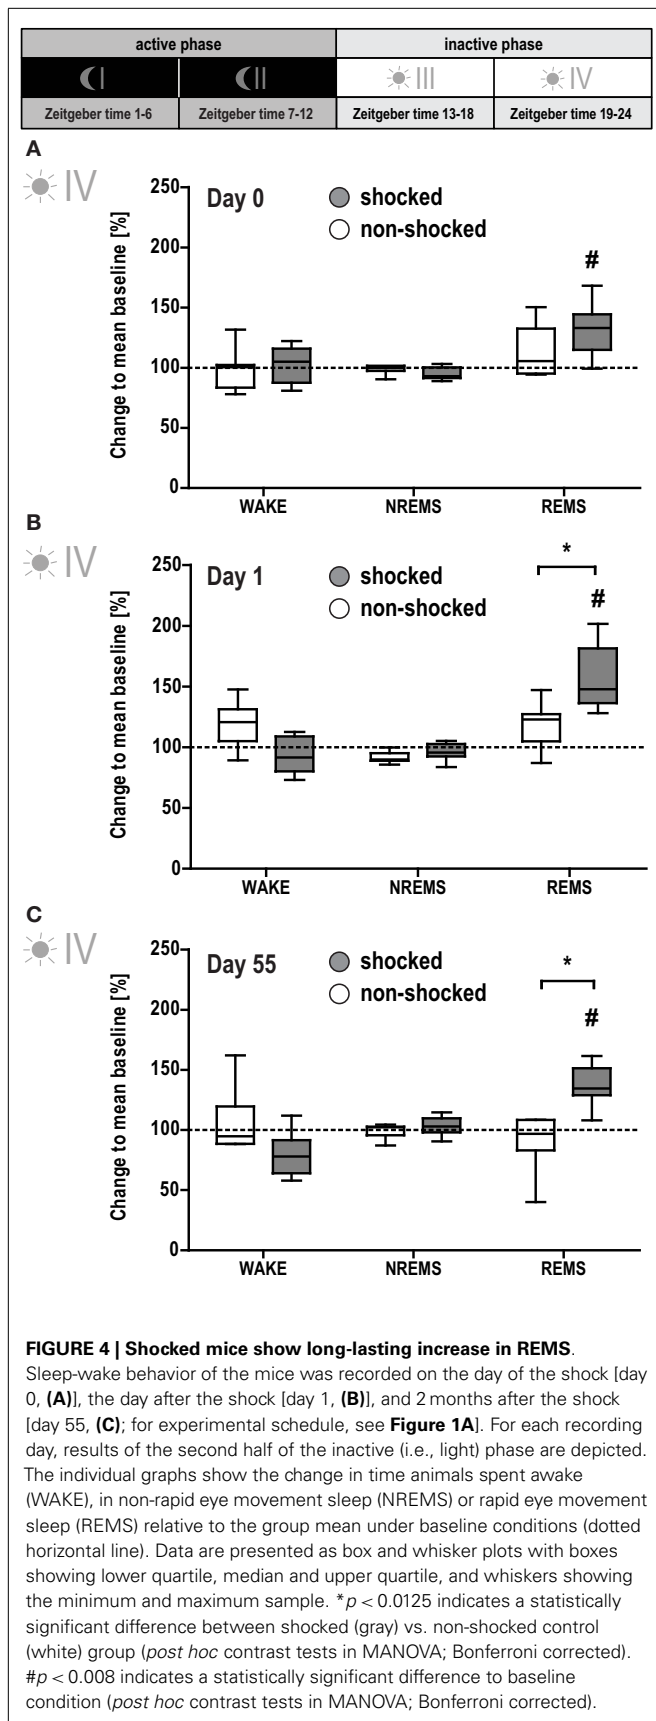 active phase inactive phase
I II III IV
Zeitgeber time 1-6 Zeitgeber time 7-12 Zeitgeber time 13-18 Zeitgeber time 19-24
A
IV
Day 0
shocked
non-shocked
Change to mean baseline [%]
250
200
150
100
50
0
#
WAKE NREMS REMS
B
IV
Day 1
shocked
non-shocked
Change to mean baseline [%]
250
200
150
100
50
0
*
#
WAKE NREMS REMS
C
IV
Day 55
shocked
non-shocked
Change to mean baseline [%]
250
200
150
100
50
0
*
#
WAKE NREMS REMS
FIGURE 4 | Shocked mice show long-lasting increase in REMS.
Sleep-wake behavior of the mice was recorded on the day of the shock [day
0, (A)], the day after the shock [day 1, (B)], and 2 months after the shock
[day 55, (C); for experimental schedule, see Figure 1A]. For each recording
day, results of the second half of the inactive (i.e., light) phase are depicted.
The individual graphs show the change in time animals spent awake
(WAKE), in non-rapid eye movement sleep (NREMS) or rapid eye movement
sleep (REMS) relative to the group mean under baseline conditions (dotted
horizontal line). Data are presented as box and whisker plots with boxes
showing lower quartile, median and upper quartile, and whiskers showing
the minimum and maximum sample. *p < 0.0125 indicates a statistically
significant difference between shocked (gray) vs. non-shocked control
(white) group (post hoc contrast tests in MANOVA; Bonferroni corrected).
#p < 0.008 indicates a statistically significant difference to baseline
condition (post hoc contrast tests in MANOVA; Bonferroni corrected).